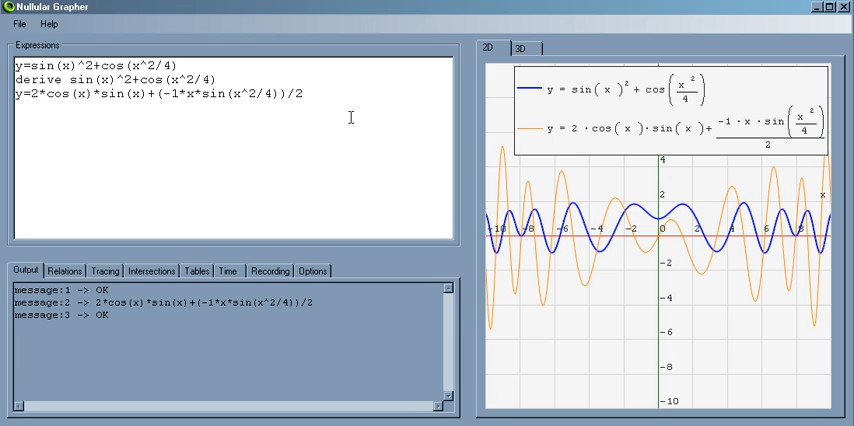 Nullular Grapher
File Help
Expressions
y=sin(x)^2+cos(x^2/4)
derive sin(x)^2+cos(x^2/4)
y=2*cos(x)*sin(x)+(-1*x*sin(x^2/4))/2
Output Relations Tracing Intersections Tables Time Recording Options
message:1 -> OK
message:2 -> 2*cos(x)*sin(x)+(-1*x*sin(x^2/4))/2
message:3 -> OK
2D 3D
y = sin( x )^2 + cos( x^2 / 4 )
y = 2 · cos( x )· sin( x )+ -1 · x · sin( x^2 / 4 ) / 2
4
2
x
-10 -8 -6 -4 -2 0 2 4 6 8
-2
-4
-6
-8
-10